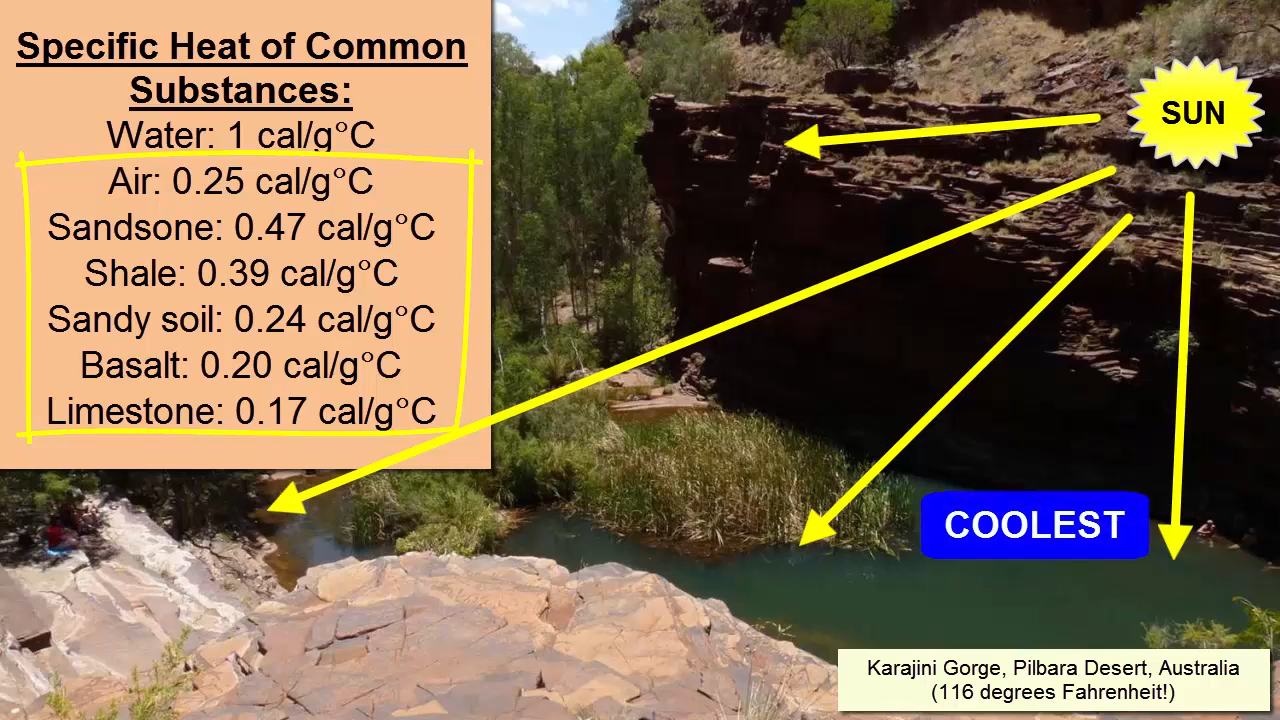 Specific Heat of Common
Substances:
Water: 1 cal/g°C
Air: 0.25 cal/g°C
Sandsone: 0.47 cal/g°C
Shale: 0.39 cal/g°C
Sandy soil: 0.24 cal/g°C
Basalt: 0.20 cal/g°C
Limestone: 0.17 cal/g°C
SUN
COOLEST
Karajini Gorge, Pilbara Desert, Australia
(116 degrees Fahrenheit!)